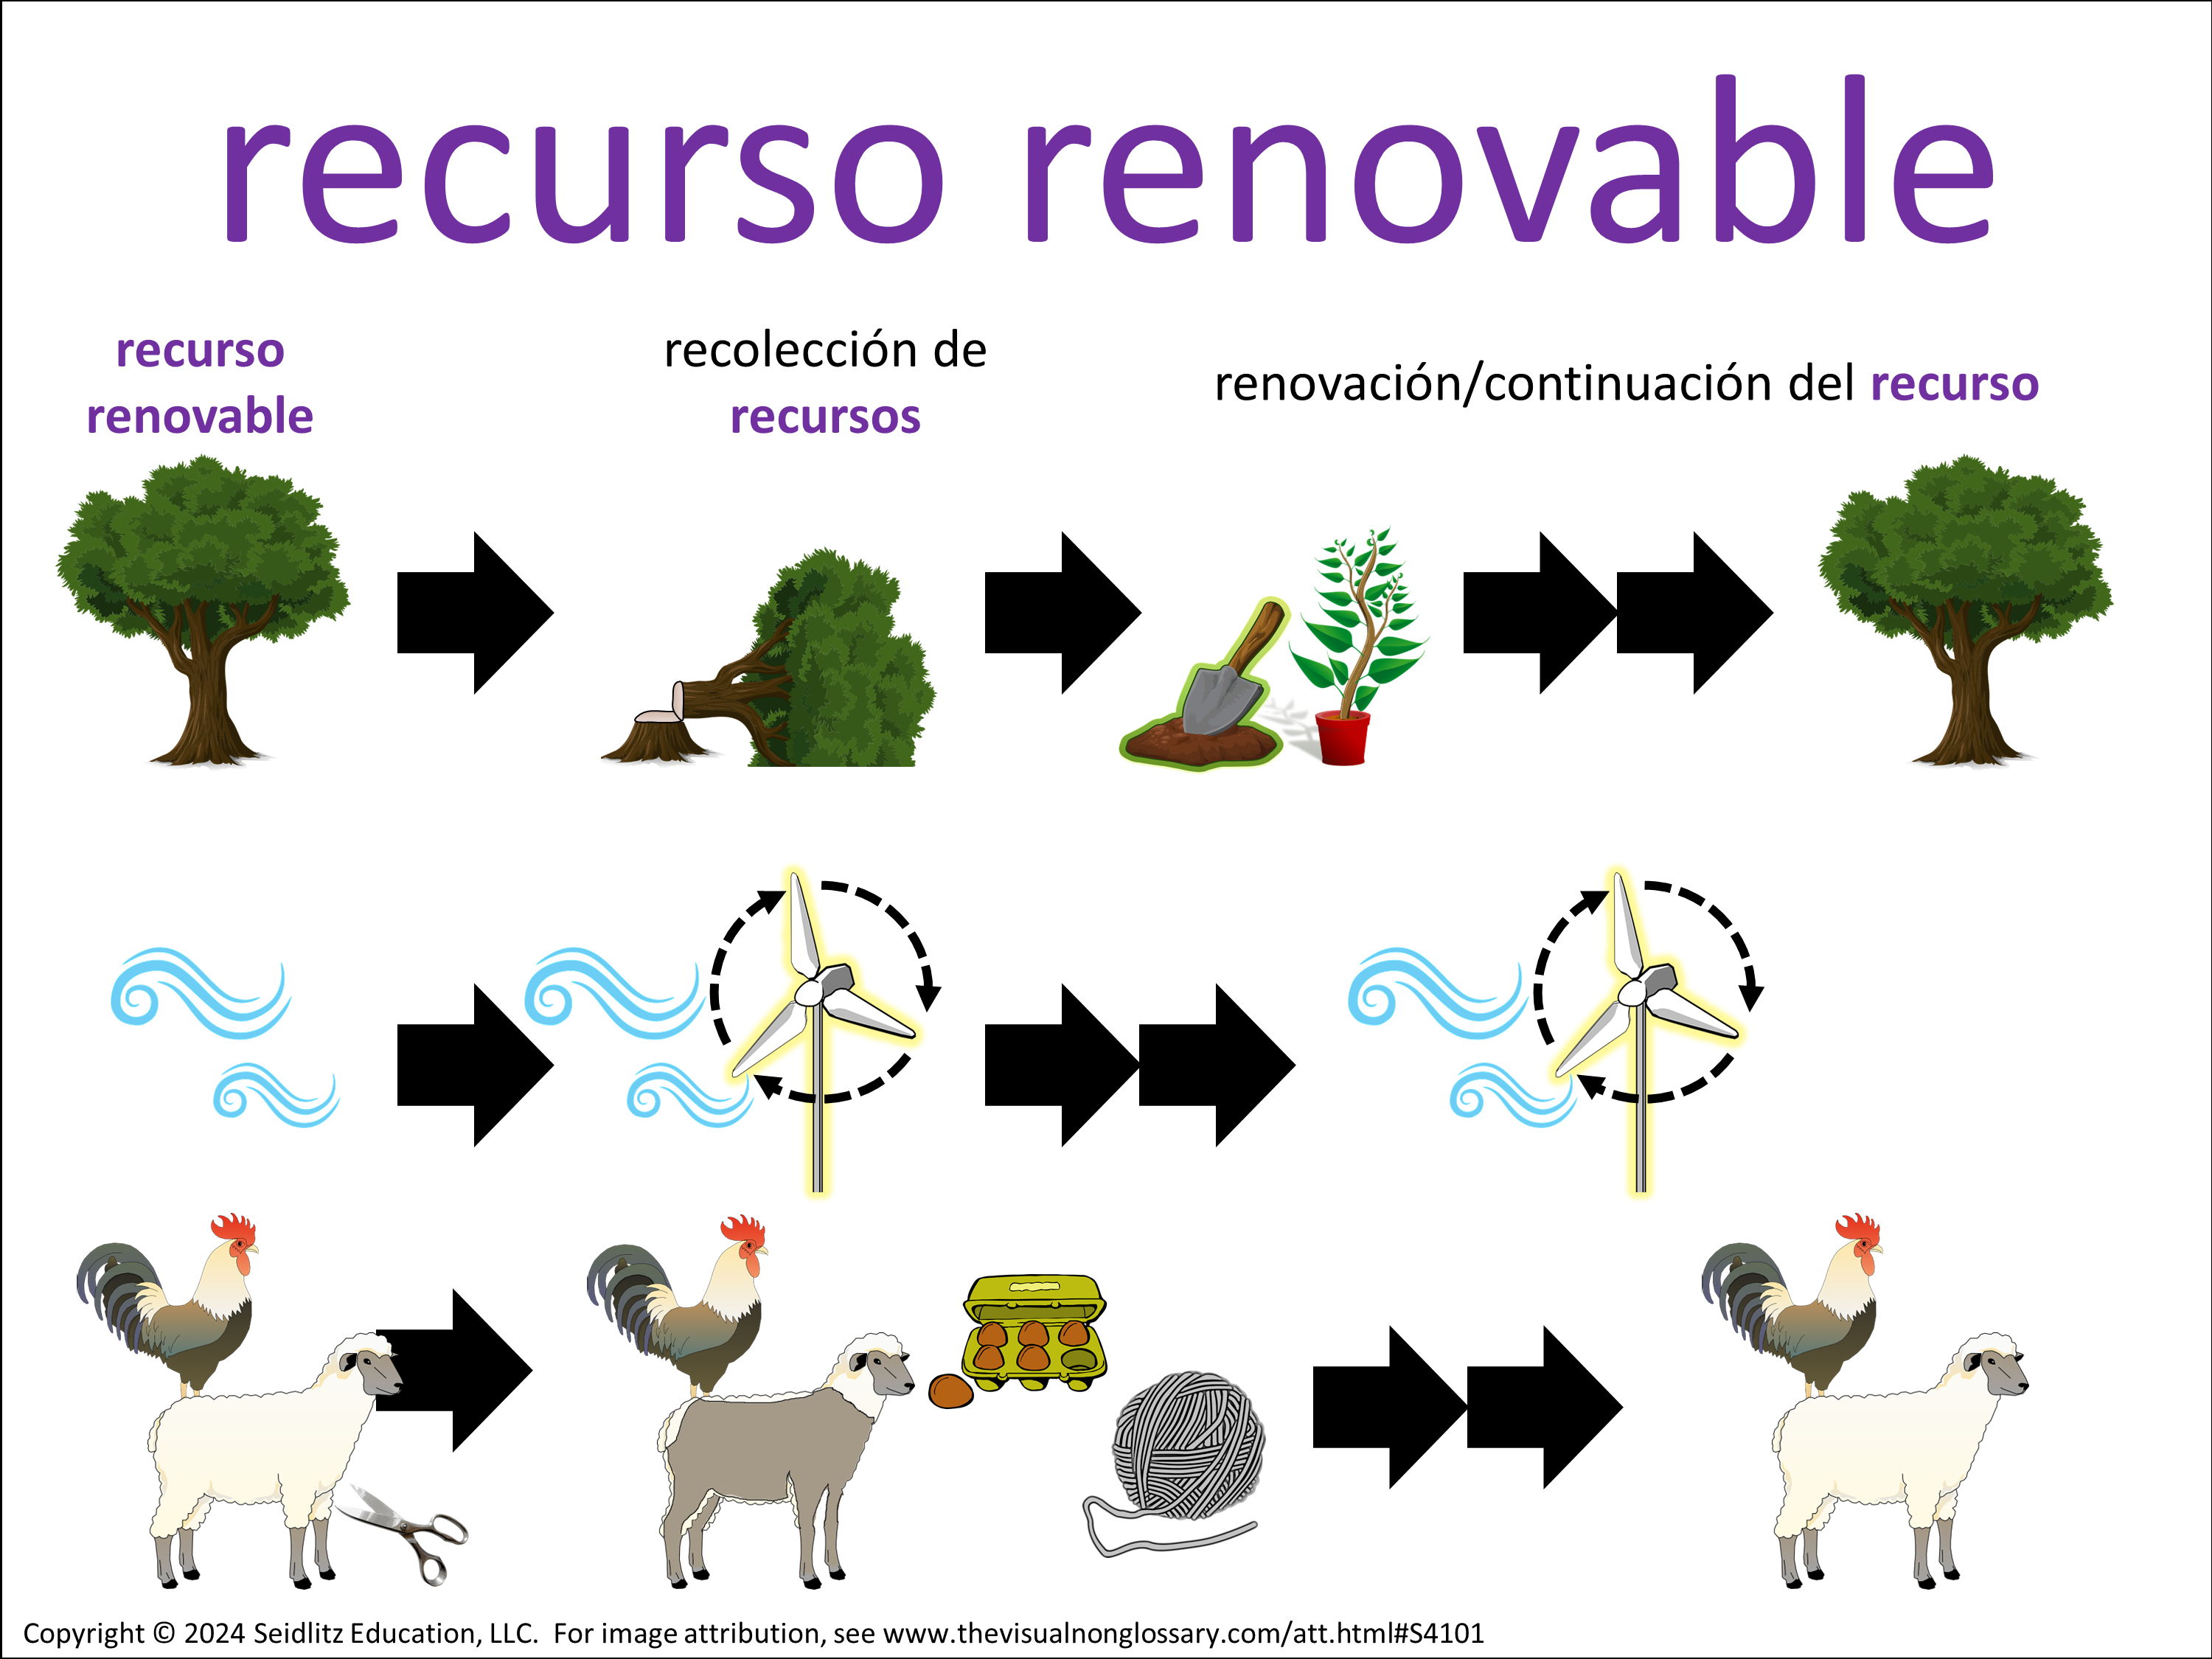 recurso renovable
recurso
renovable
recolección de
recursos
renovación/continuación del recurso
Copyright © 2024 Seidlitz Education, LLC.  For image attribution, see www.thevisualnonglossary.com/att.html#S4101